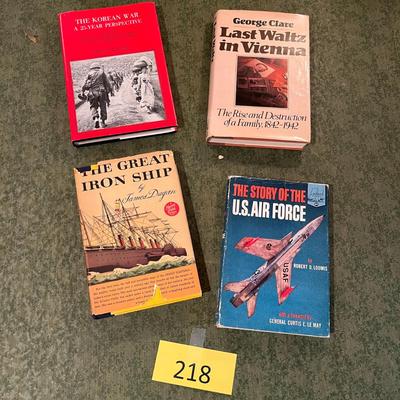 THE KOREAN WAR
A 25-YEAR PERSPECTIVE
George Clare
Last Waltz
in Vienna
The Rise and Destruction
of a Family, 1842-1942
THE GREAT
IRON SHIP
by
James Dugan
THE STORY OF THE
U.S. AIR FORCE
USAF
by
ROBERT D. LOOMIS
GENERAL CURTIS E. LE MAY
218